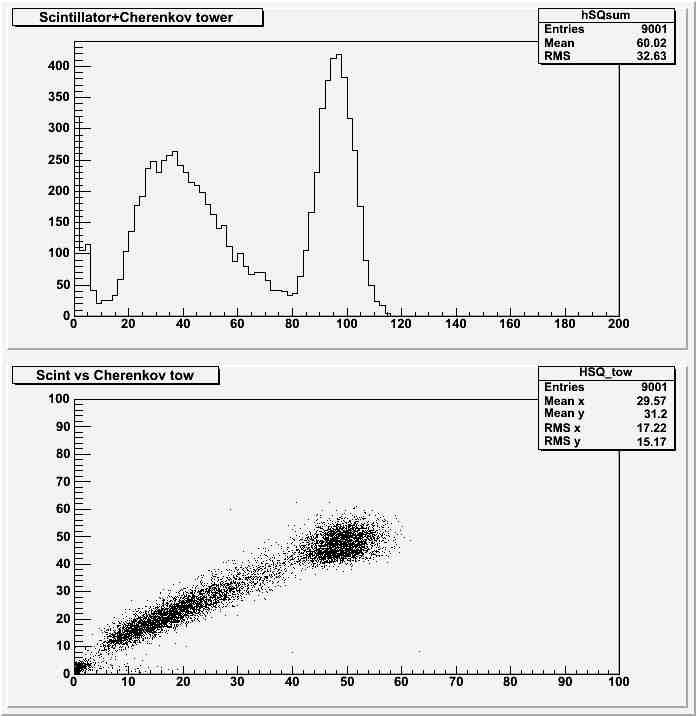 Scintillator+Cherenkov tower
hSQsum
Entries 9001
Mean 60.02
RMS 32.63
400
350
300
250
200
150
100
50
0
0 20 40 60 80 100 120 140 160 180 200
Scint vs Cherenkov tow
HSQ_tow
Entries 9001
Mean x 29.57
Mean y 31.2
RMS x 17.22
RMS y 15.17
100
90
80
70
60
50
40
30
20
10
0
0 10 20 30 40 50 60 70 80 90 100